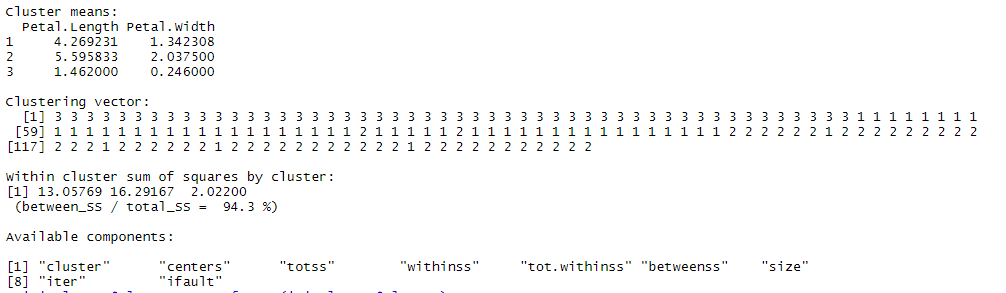 Cluster means:
Petal.Length Petal.Width
1 4.269231 1.342308
2 5.595833 2.037500
3 1.462000 0.246000
Clustering vector:
[1] 3 3 3 3 3 3 3 3 3 3 3 3 3 3 3 3 3 3 3 3 3 3 3 3 3 3 3 3 3 3 3 3 3 3 3 3 3 3 3 3 3 3 3 3 3 3 3 3 3 3 1 1 1 1 1 1 1 1
[59] 1 1 1 1 1 1 1 1 1 1 1 1 1 1 1 1 1 1 1 2 1 1 1 1 1 2 1 1 1 1 1 1 1 1 1 1 1 1 1 1 1 1 2 2 2 2 2 2 1 2 2 2 2 2 2 2 2 2
[117] 2 2 2 1 2 2 2 2 2 2 1 2 2 2 2 2 2 2 2 2 2 2 1 2 2 2 2 2 2 2 2 2 2 2
Within cluster sum of squares by cluster:
[1] 13.05769 16.29167 2.02200
(between_SS / total_SS = 94.3 %)
Available components:
[1] "cluster" "centers" "totss" "withinss" "tot.withinss" "betweenss" "size"
[8] "iter" "ifault"